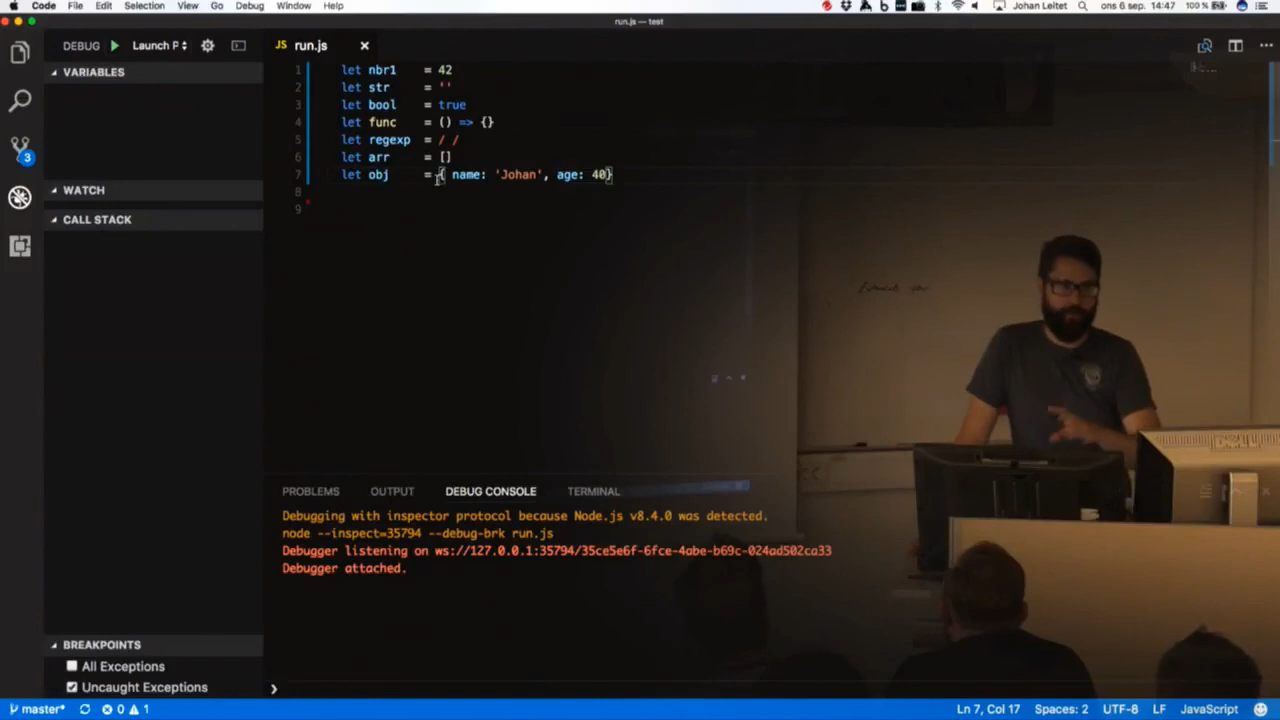 Code File Edit Selection View Go Debug Window Help
Johan Leitet ons 6 sep. 14:47 100 %
run.js — test
DEBUG Launch P
JS run.js
VARIABLES
WATCH
CALL STACK
1 let nbr1 = 42
2 let str = ''
3 let bool = true
4 let func = () => {}
5 let regexp = / /
6 let arr = []
7 let obj = { name: 'Johan', age: 40}
8
9
3
PROBLEMS OUTPUT DEBUG CONSOLE TERMINAL
Debugging with inspector protocol because Node.js v8.4.0 was detected.
node --inspect=35794 --debug-brk run.js
Debugger listening on ws://127.0.0.1:35794/35ce5e6f-6fce-4abe-b69c-024ad502ca33
Debugger attached.
BREAKPOINTS
All Exceptions
Uncaught Exceptions
master* 0 1
Ln 7, Col 17 Spaces: 2 UTF-8 LF JavaScript